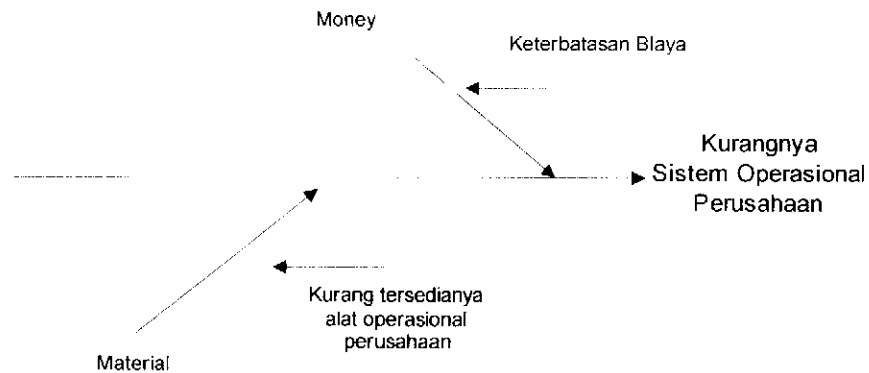 Money
Keterbatasan Blaya
Kurangnya
Sistem Operasional
Perusahaan
Kurang tersedianya
alat operasional
perusahaan
Material